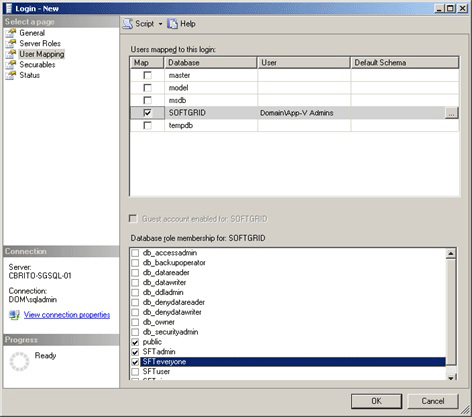 Login - New
Select a page
General
Server Roles
User Mapping
Securables
Status
Script
Help
Users mapped to this login:
Map Database User Default Schema
master
model
msdb
SOFTGRID Domain\App-V Admins ...
tempdb
Guest account enabled for: SOFTGRID
Database role membership for: SOFTGRID
db_accessadmin
db_backupoperator
db_datareader
db_datawriter
db_ddladmin
db_denydatareader
db_denydatawriter
db_owner
db_securityadmin
public
SFTadmin
SFTeveryone
SFTuser
Connection
Server:
CBRITO-SGSQL-01
Connection:
DOM\sqladmin
View connection properties
Progress
Ready
OK
Cancel